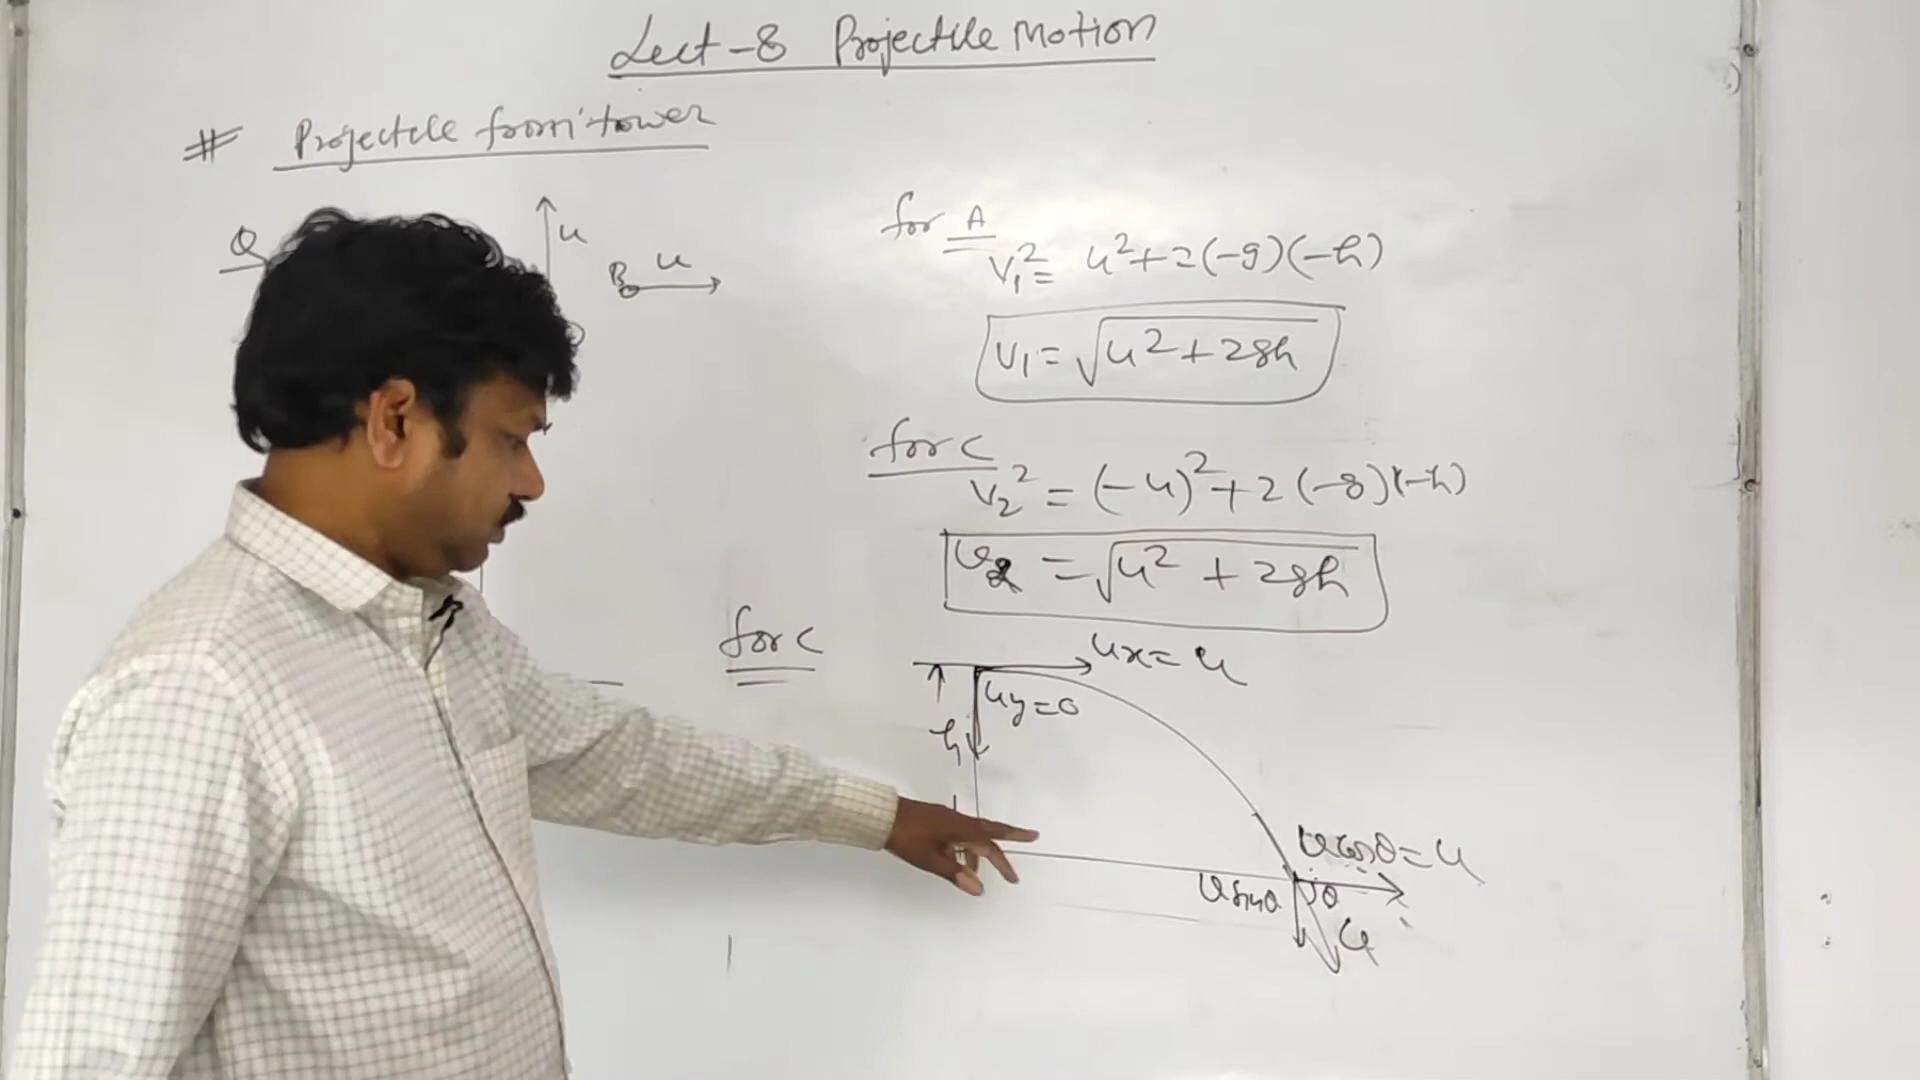 Lect-8 Projectile Motion
# Projectile from tower
Q
u
B u
for A
v₁² = u²+2(-g)(-h)
v₁ = √u²+2gh
for C
v₂² = (-u)²+2(-g)(-h)
v₂ = √u²+2gh
for C
ux = u
uy=0
h
vcosθ=u
vsinθ
θ